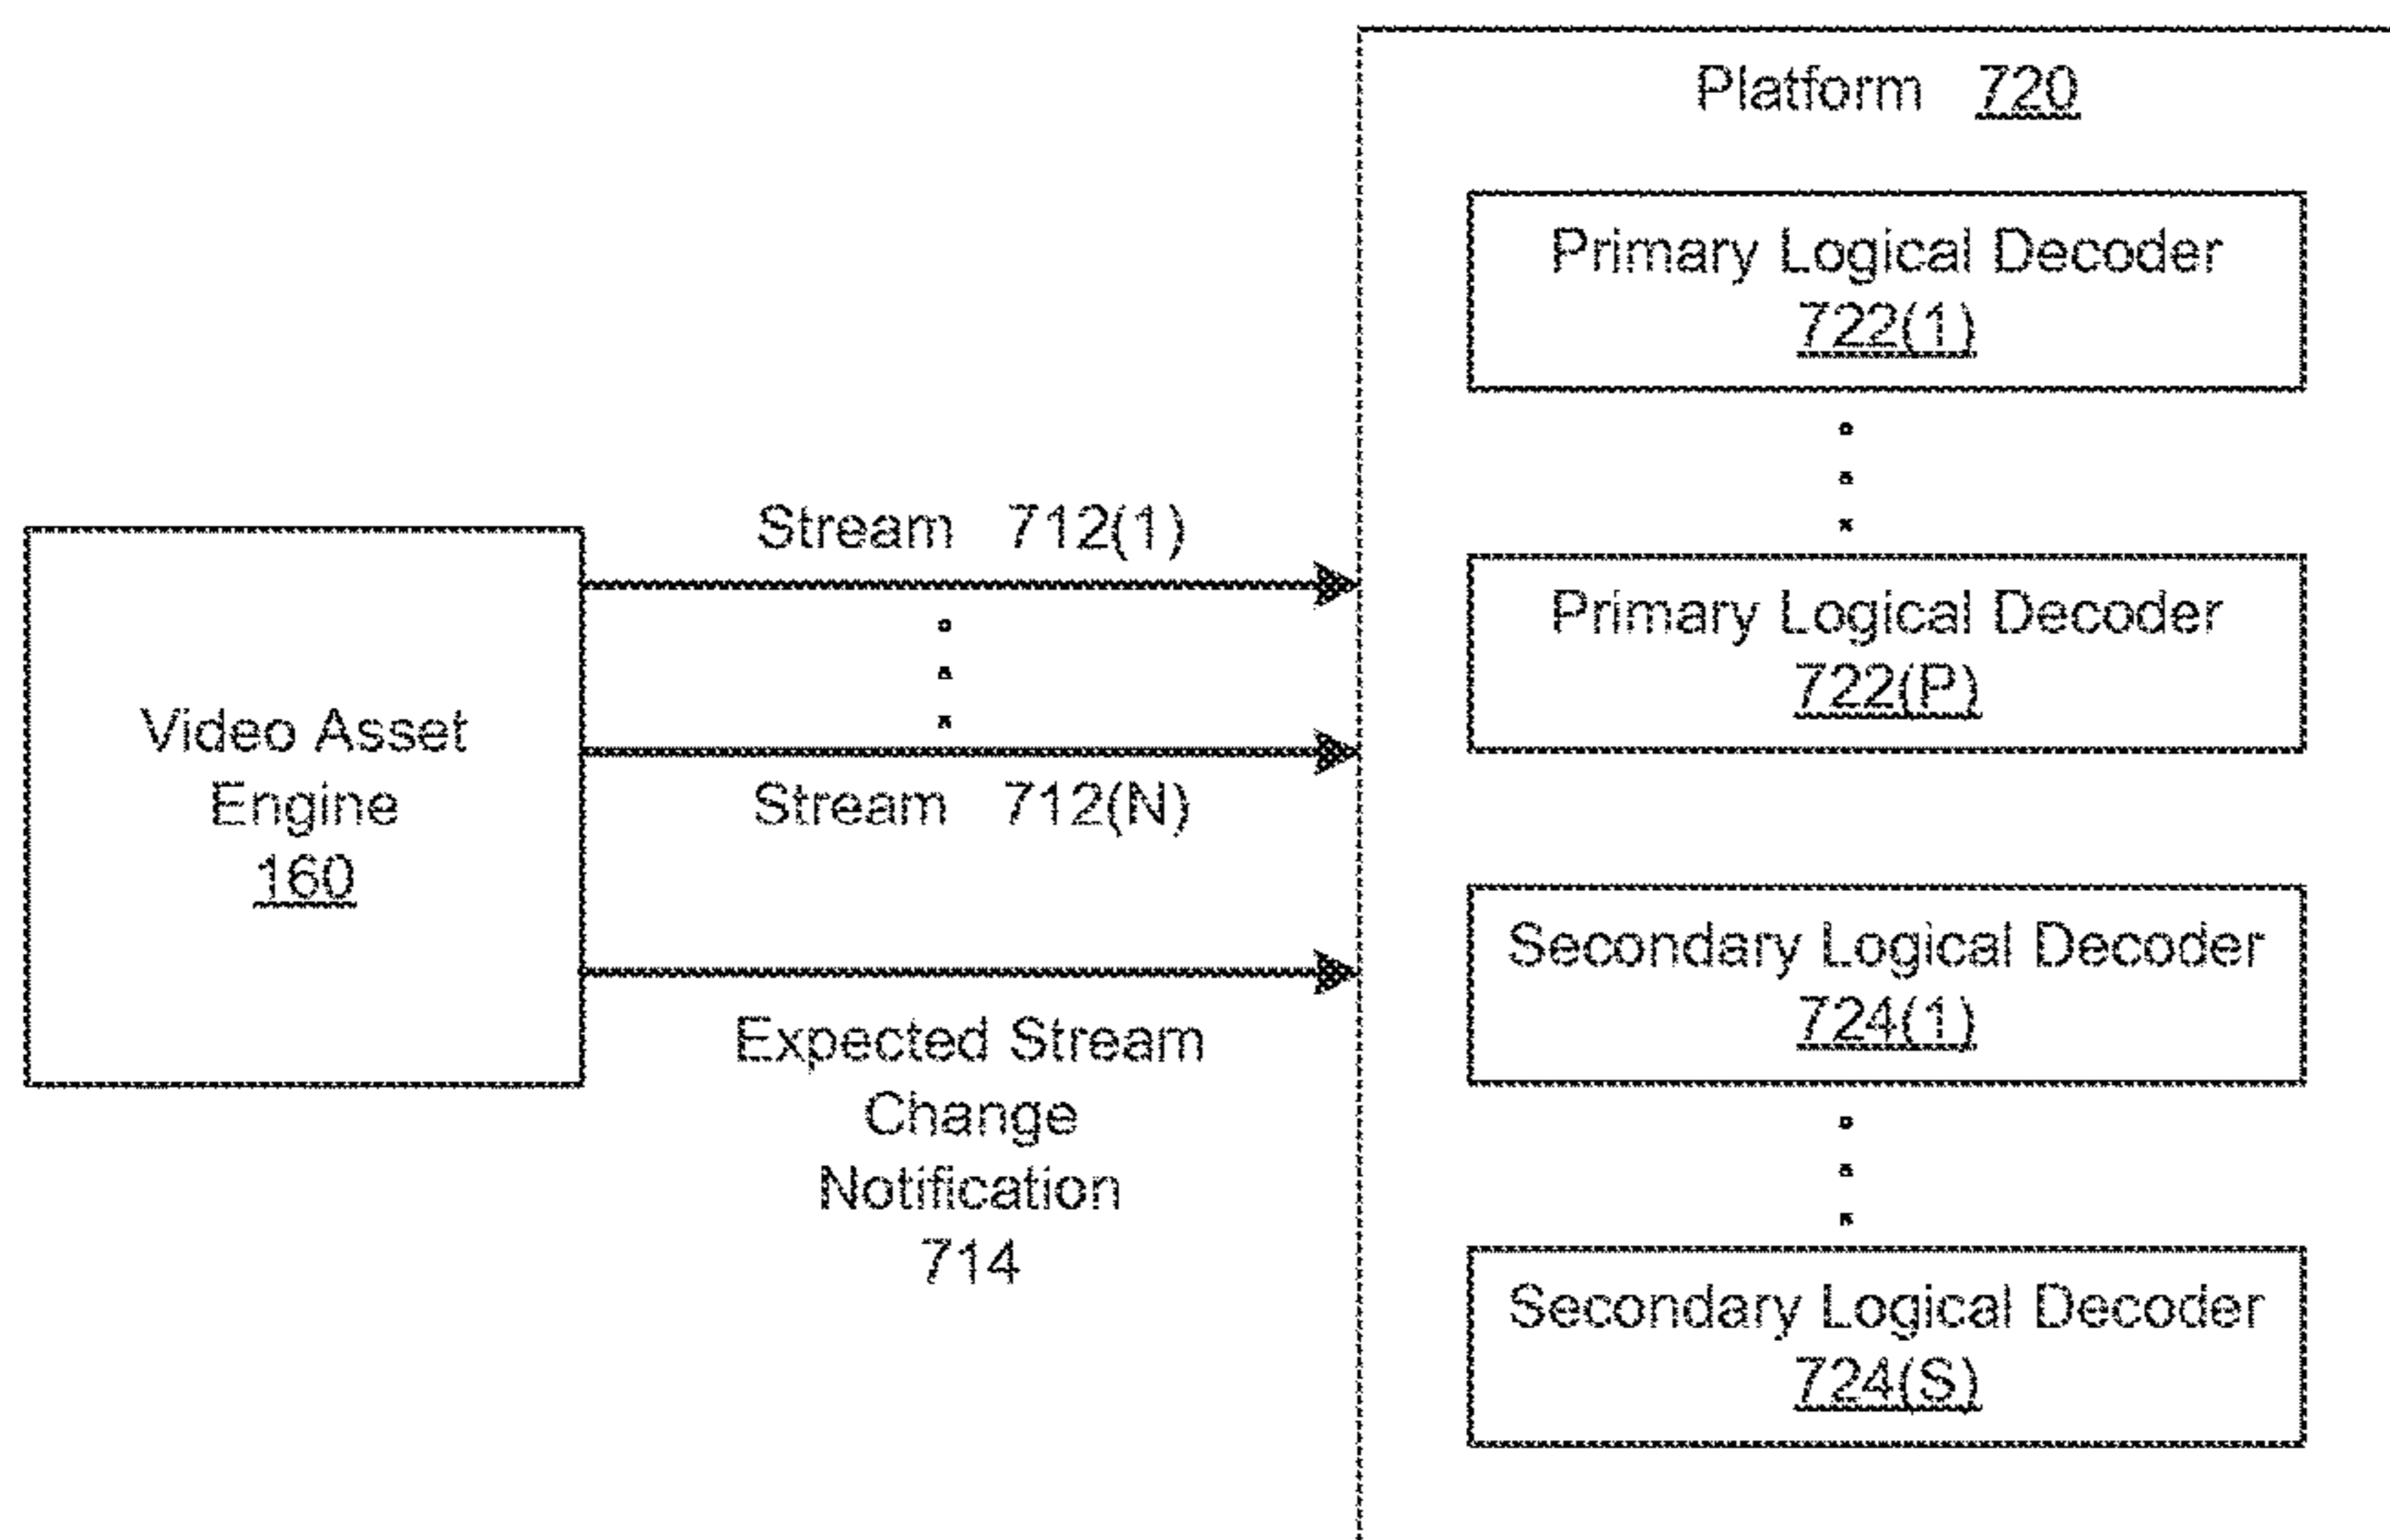 Platform 720
Primary Logical Decoder
722(1)
Primary Logical Decoder
722(P)
Secondary Logical Decoder
724(1)
Secondary Logical Decoder
724(S)
Stream 712(1)
Stream 712(N)
Expected Stream
Change
Notification
714
Video Asset
Engine
160